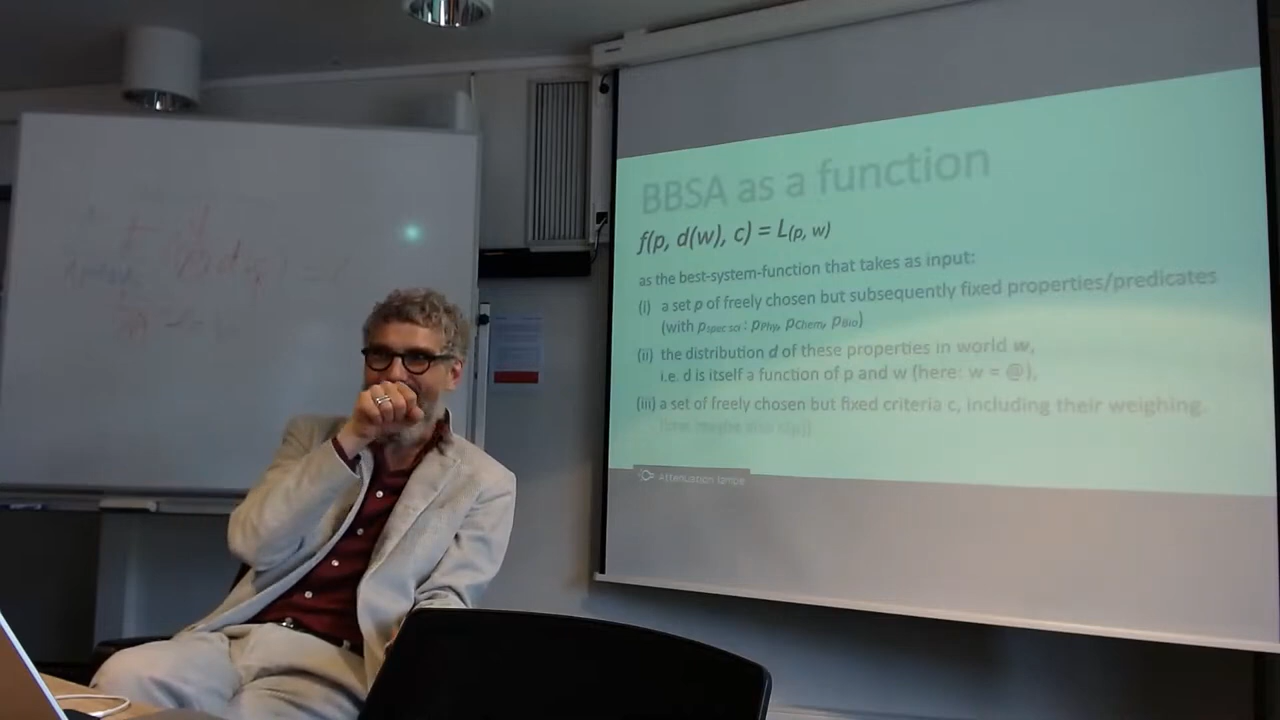 BBSA as a function
f(p, d(w), c) = L(p, w)
as the best-system-function that takes as input:
(i) a set p of freely chosen but subsequently fixed properties/predicates
(with pspec sci : pPhy, pChem, pBio)
(ii) the distribution d of these properties in world w,
i.e. d is itself a function of p and w (here: w = @),
(iii) a set of freely chosen but fixed criteria c, including their weighing.
Attenuation lampe